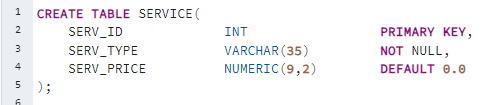 1 CREATE TABLE SERVICE(
2 SERV_ID INT PRIMARY KEY,
3 SERV_TYPE VARCHAR(35) NOT NULL,
4 SERV_PRICE NUMERIC(9,2) DEFAULT 0.0
5 );
6